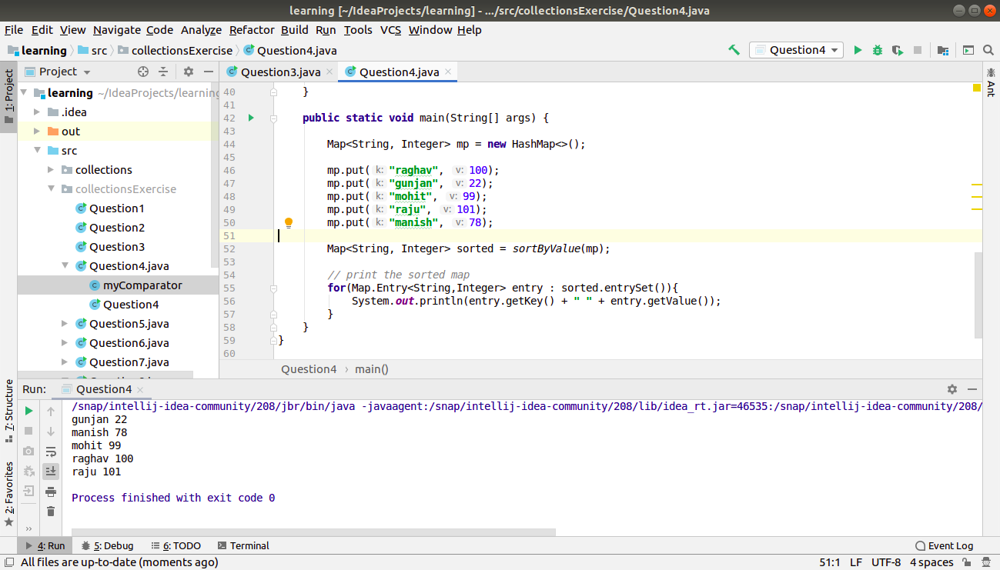 learning [~/IdeaProjects/learning] - .../src/collectionsExercise/Question4.java
File Edit View Navigate Code Analyze Refactor Build Run Tools VCS Window Help
learning src collectionsExercise Question4.java Question4
1: Project
Project
Question3.java Question4.java
Ant
learning ~/IdeaProjects/learning
.idea
out
src
collections
collectionsExercise
Question1
Question2
Question3
Question4.java
myComparator
Question4
Question5.java
Question6.java
Question7.java
40 }
41
42 public static void main(String[] args) {
43
44 Map<String, Integer> mp = new HashMap<>();
45
46 mp.put( k: "raghav", v: 100);
47 mp.put( k: "gunjan", v: 22);
48 mp.put( k: "mohit", v: 99);
49 mp.put( k: "raju", v: 101);
50 mp.put( k: "manish", v: 78);
51
52 Map<String, Integer> sorted = sortByValue(mp);
53
54 // print the sorted map
55 for(Map.Entry<String,Integer> entry : sorted.entrySet()){
56 System.out.println(entry.getKey() + " " + entry.getValue());
57 }
58 }
59 }
60
Question4 › main()
7: Structure
2: Favorites
Run: Question4
/snap/intellij-idea-community/208/jbr/bin/java -javaagent:/snap/intellij-idea-community/208/lib/idea_rt.jar=46535:/snap/intellij-idea-community/208/
gunjan 22
manish 78
mohit 99
raghav 100
raju 101
Process finished with exit code 0
4: Run 5: Debug 6: TODO Terminal Event Log
All files are up-to-date (moments ago) 51:1 LF UTF-8 4 spaces